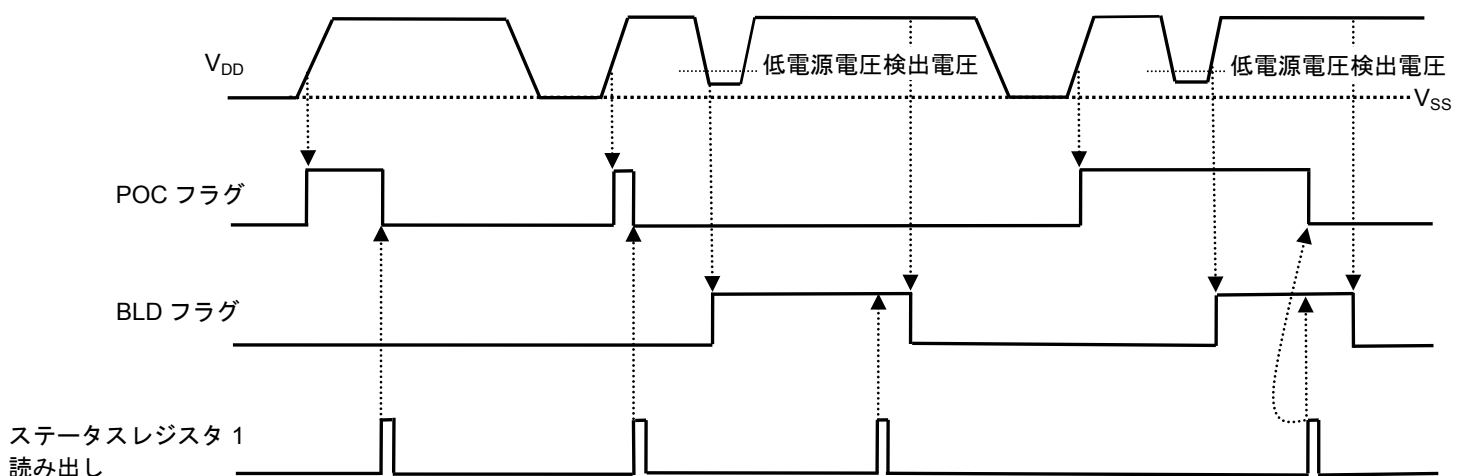 VDD
低電源電圧検出電圧
低電源電圧検出電圧
VSS
POC フラグ
BLD フラグ
ステータスレジスタ 1
読み出し